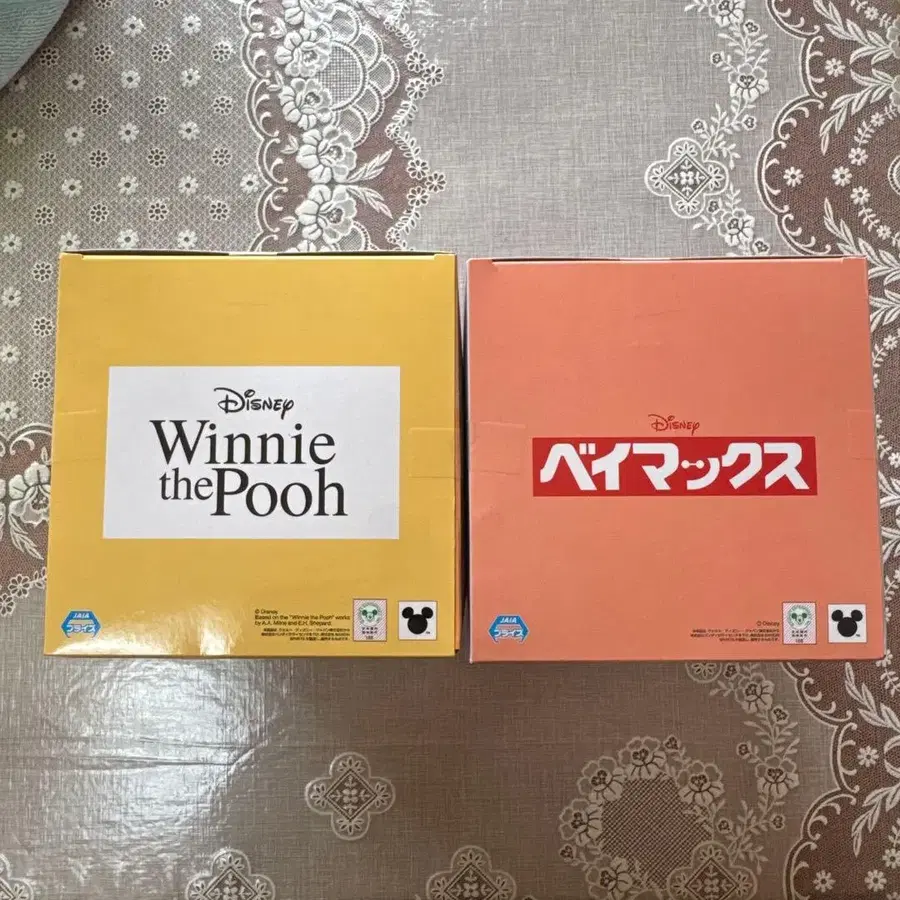 Disney
Winnie
the Pooh
JAIA
プライズ
© Disney
Based on the "Winnie the Pooh" works
by A.A. Milne and E.H. Shepard.
Disney
ベイマックス
JAIA
プライズ
© Disney